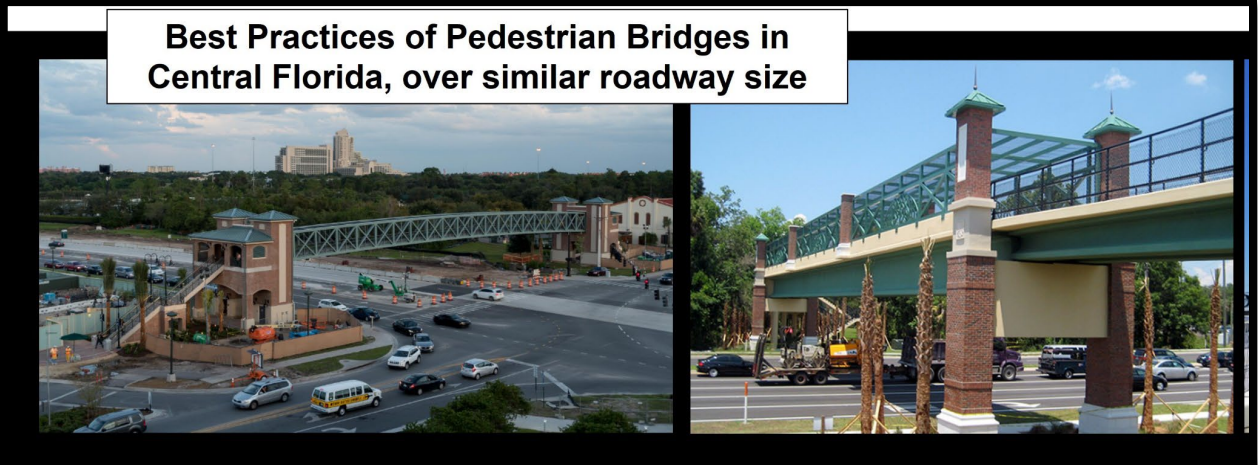 Best Practices of Pedestrian Bridges in
Central Florida, over similar roadway size